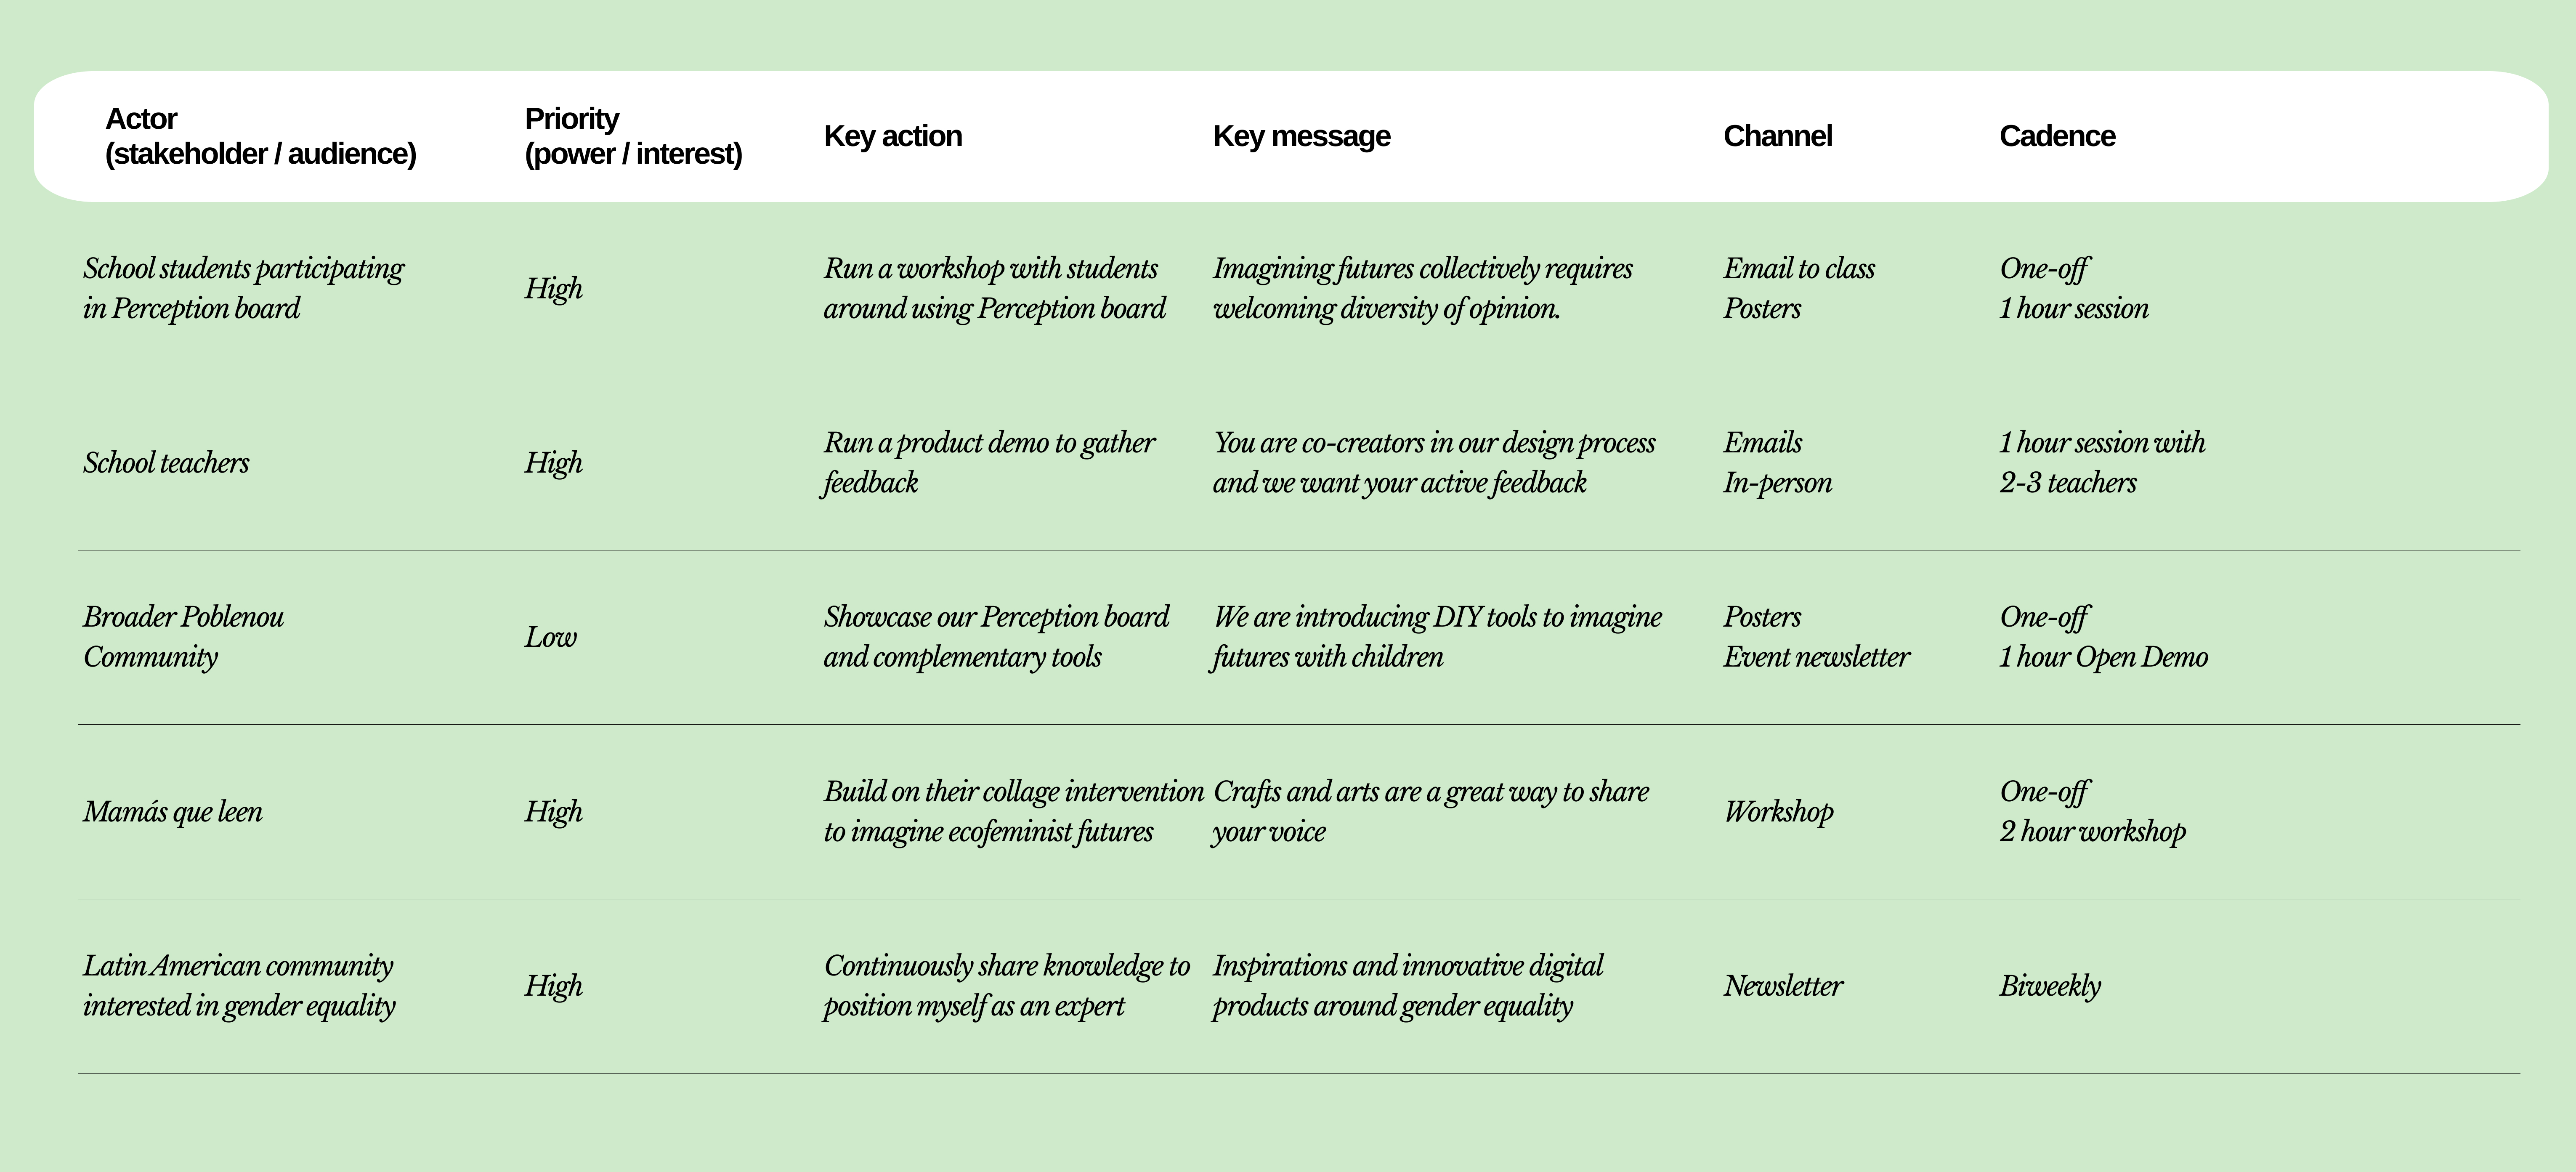 Actor
(stakeholder / audience)
Priority
(power / interest)
Key action
Key message
Channel
Cadence
School students participating
in Perception board
High
Run a workshop with students
around using Perception board
Imagining futures collectively requires
welcoming diversity of opinion.
Email to class
Posters
One-off
1 hour session
School teachers
High
Run a product demo to gather
feedback
You are co-creators in our design process
and we want your active feedback
Emails
In-person
1 hour session with
2-3 teachers
Broader Poblenou
Community
Low
Showcase our Perception board
and complementary tools
We are introducing DIY tools to imagine
futures with children
Posters
Event newsletter
One-off
1 hour Open Demo
Mamás que leen
High
Build on their collage intervention
to imagine ecofeminist futures
Crafts and arts are a great way to share
your voice
Workshop
One-off
2 hour workshop
Latin American community
interested in gender equality
High
Continuously share knowledge to
position myself as an expert
Inspirations and innovative digital
products around gender equality
Newsletter
Biweekly